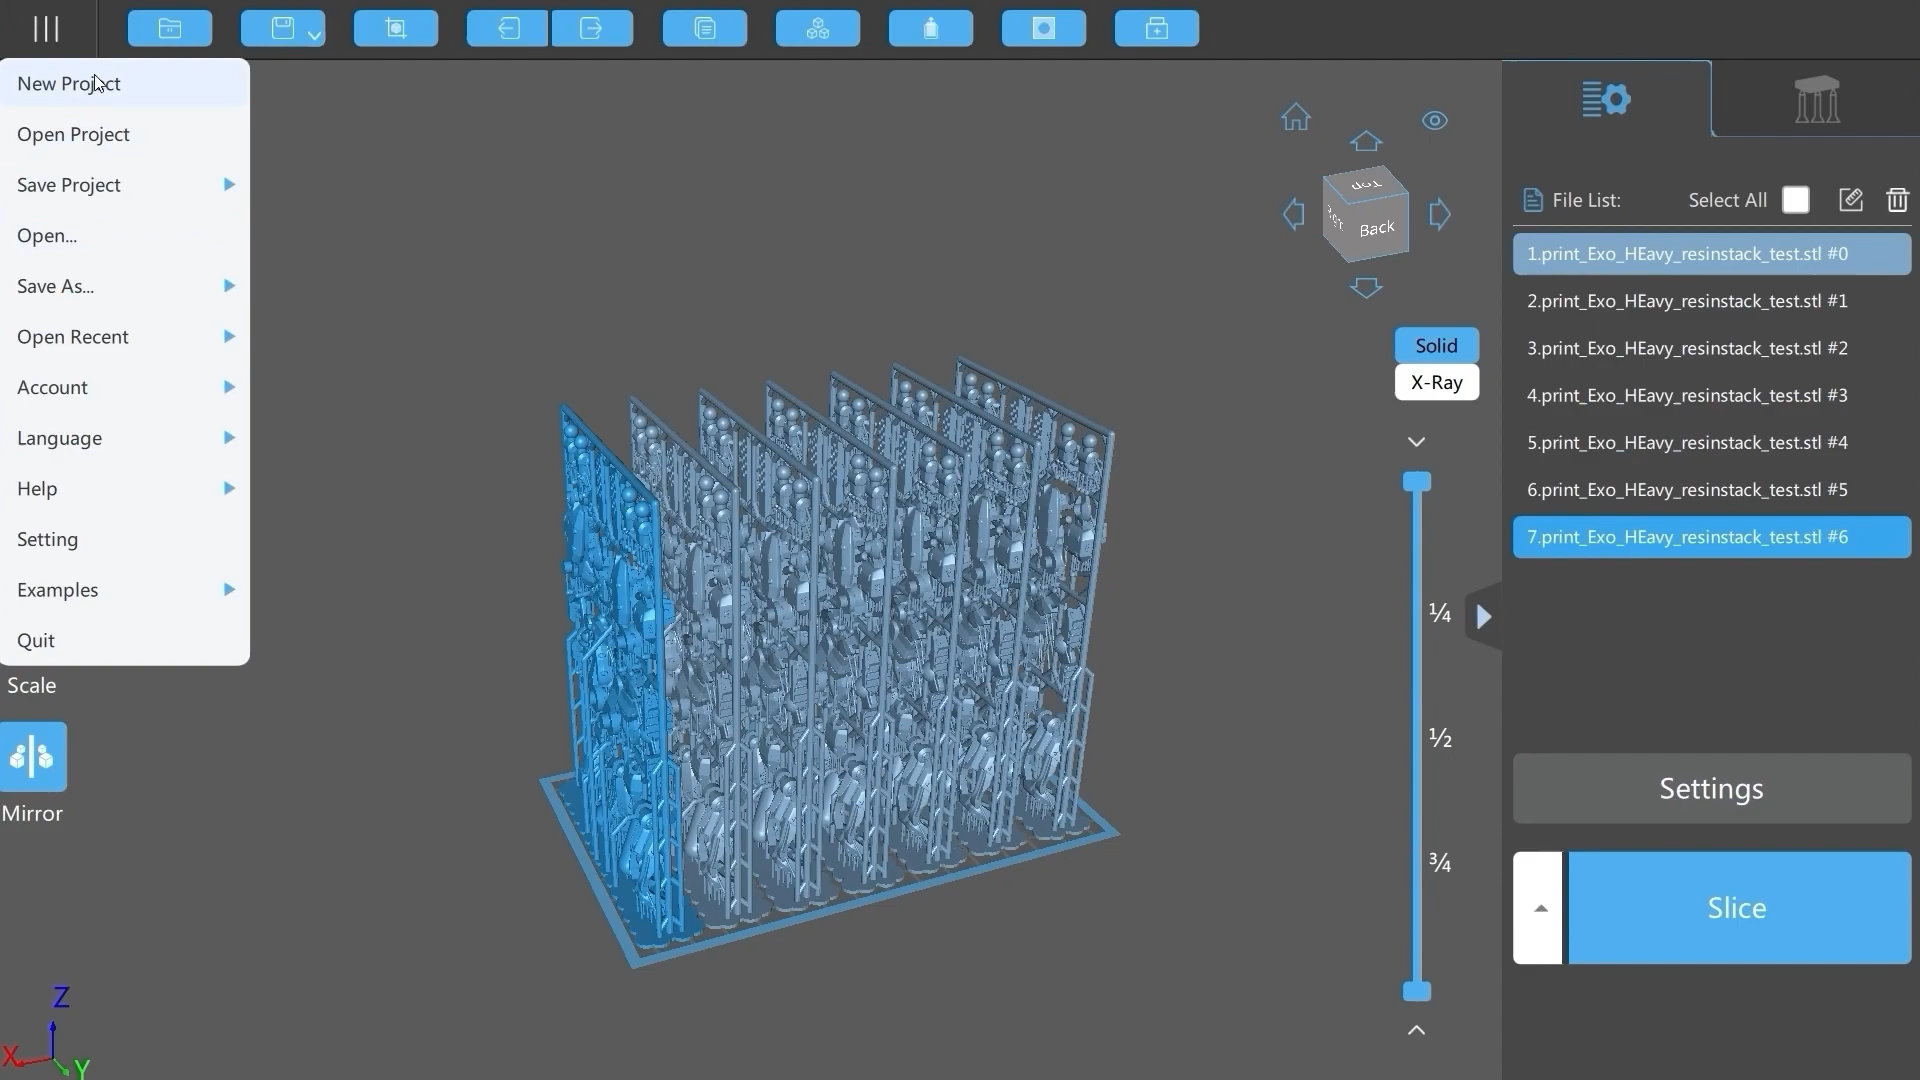 New Project
Open Project
Save Project
Open...
Save As...
Open Recent
Account
Language
Help
Setting
Examples
Quit
Scale
Mirror
Z
X
Y
Top
Back
Solid
X-Ray
¼
½
¾
File List: Select All
1.print_Exo_HEavy_resinstack_test.stl #0
2.print_Exo_HEavy_resinstack_test.stl #1
3.print_Exo_HEavy_resinstack_test.stl #2
4.print_Exo_HEavy_resinstack_test.stl #3
5.print_Exo_HEavy_resinstack_test.stl #4
6.print_Exo_HEavy_resinstack_test.stl #5
7.print_Exo_HEavy_resinstack_test.stl #6
Settings
Slice